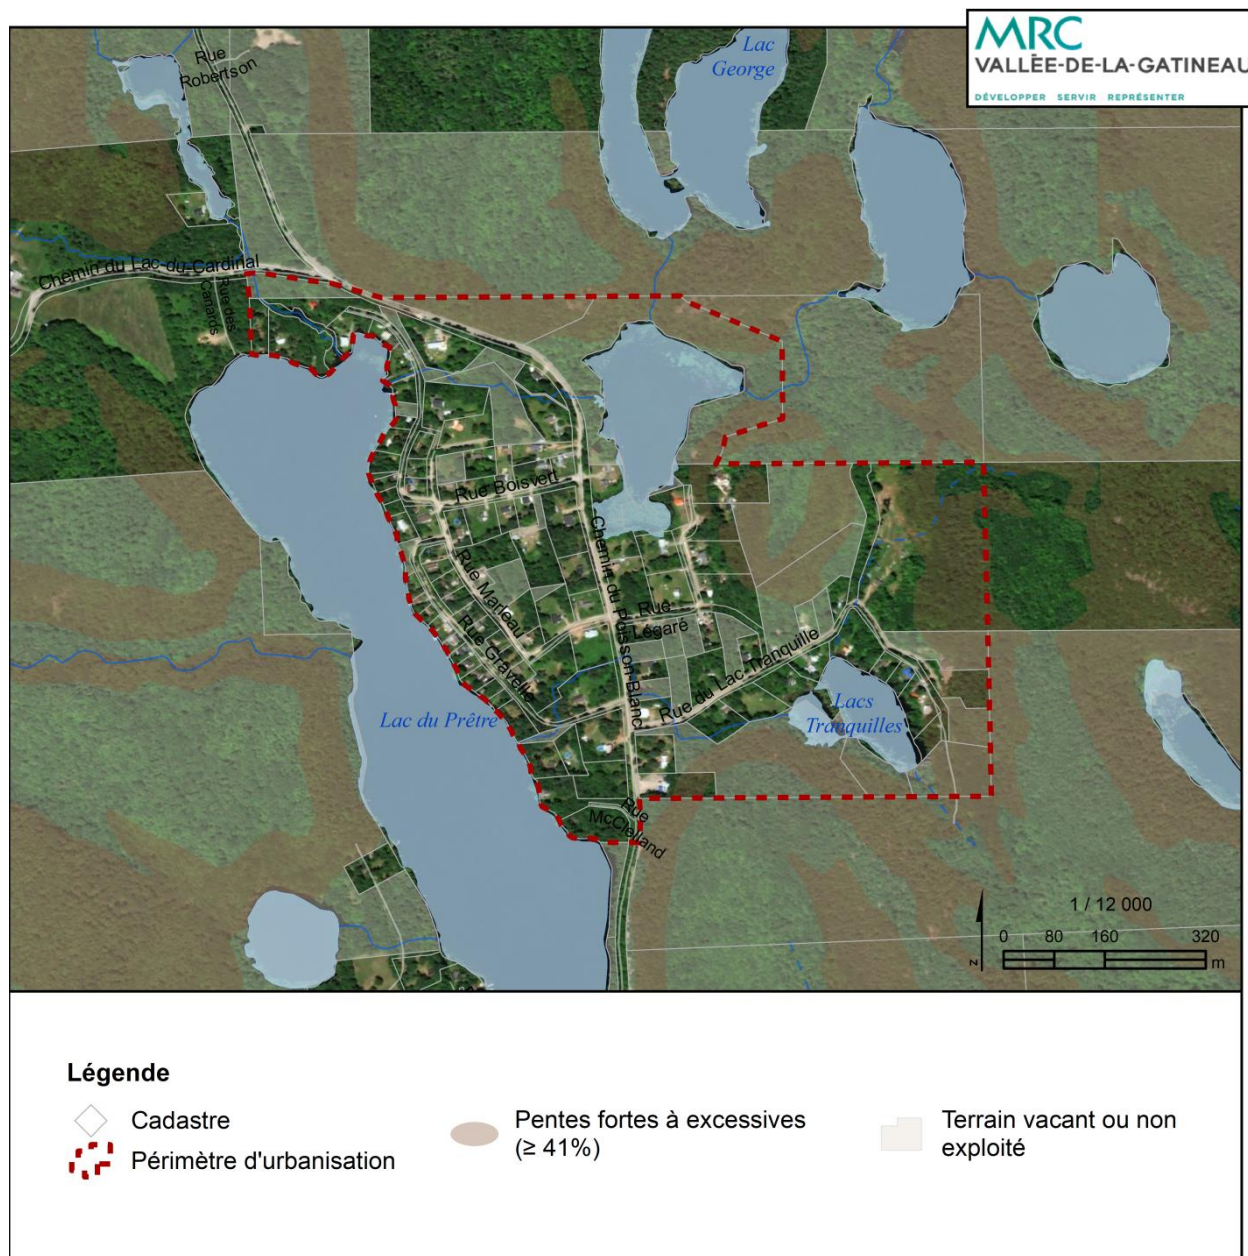 MRC
VALLÉE-DE-LA-GATINEAU
DÉVELOPPER SERVIR REPRÉSENTER
Lac
George
Rue
Robertson
Chemin du Lac-du-Cardinal
Rue des
Canards
Rue Boisvert
Chemin du Poisson-Blanc
Rue Marleau
Rue
Légaré
Rue Gravelle
Rue du Lac-Tranquille
Lac du Prêtre
Lacs
Tranquilles
Rue
McClelland
1 / 12 000
0 80 160 320
m
z
Légende
Cadastre
Périmètre d'urbanisation
Pentes fortes à excessives
(≥ 41%)
Terrain vacant ou non
exploité